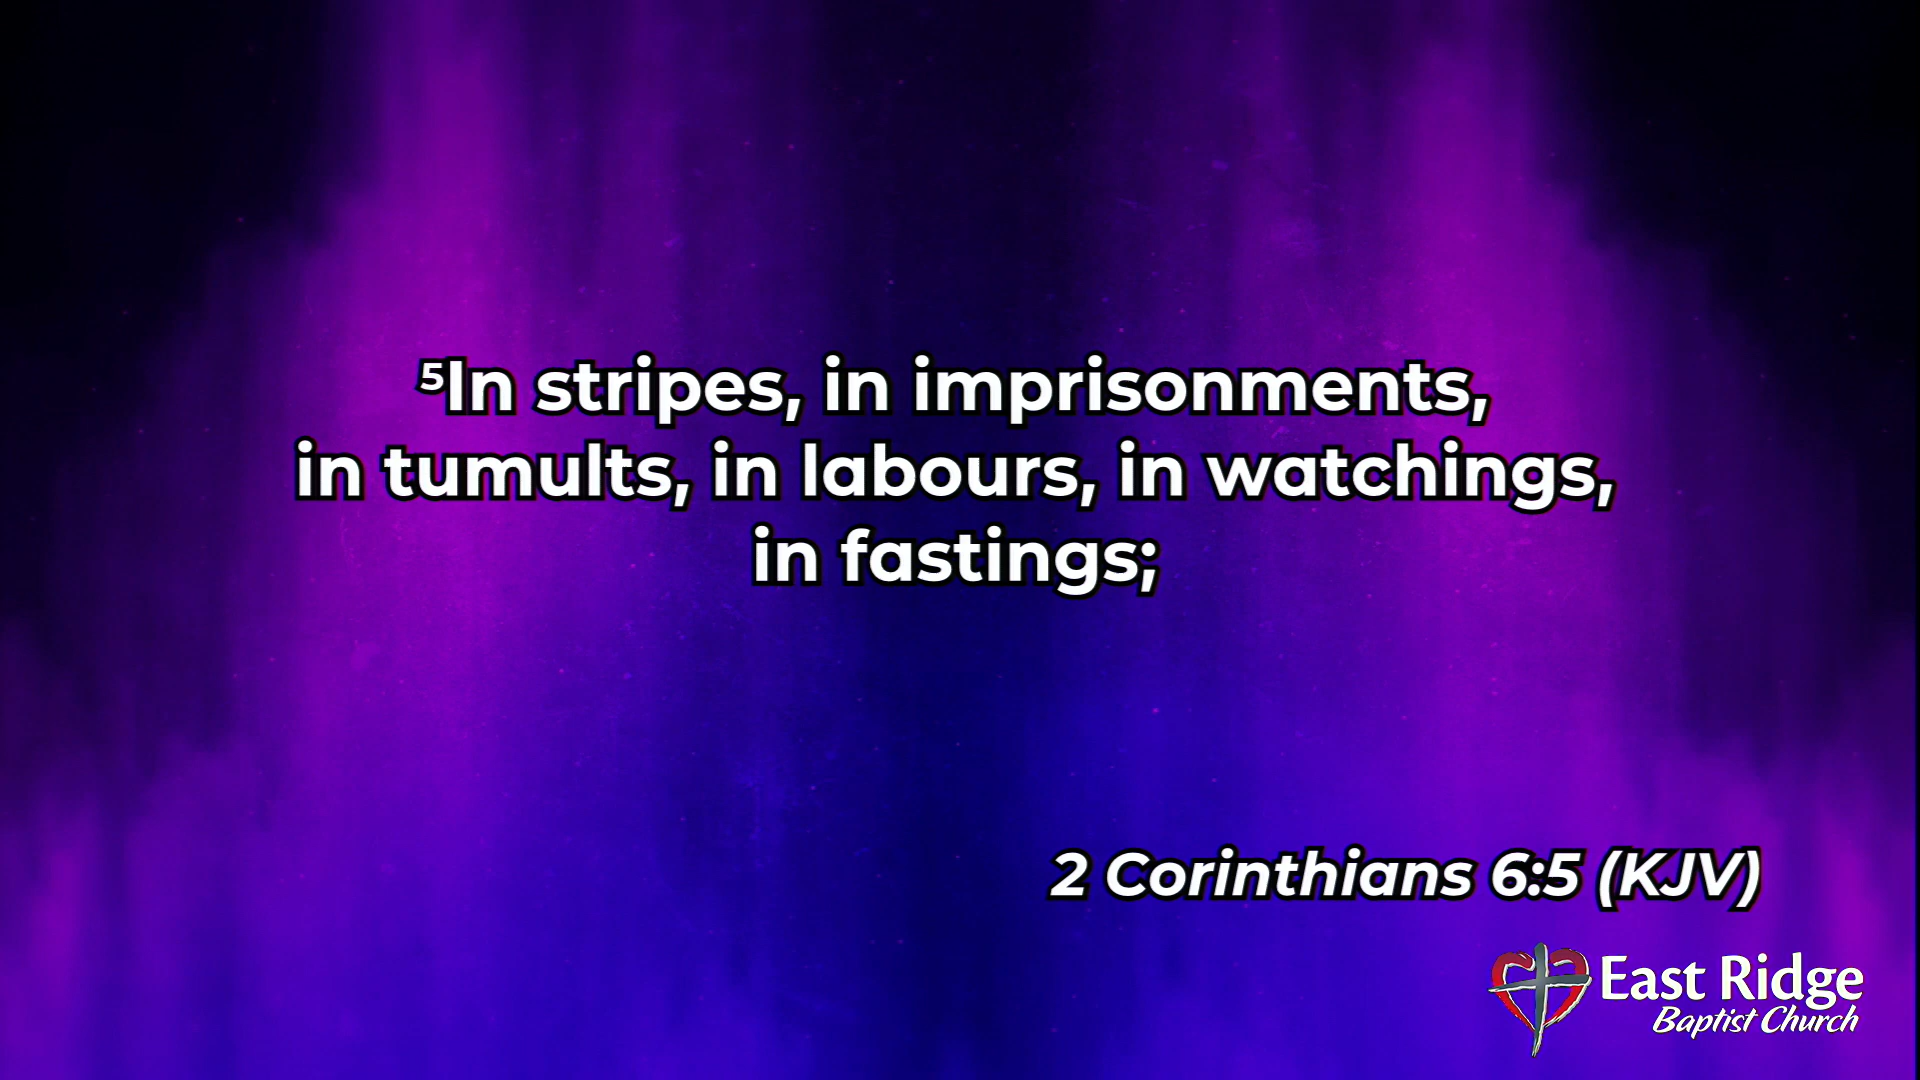 ⁵In stripes, in imprisonments,
in tumults, in labours, in watchings,
in fastings;
2 Corinthians 6:5 (KJV)
East Ridge
Baptist Church